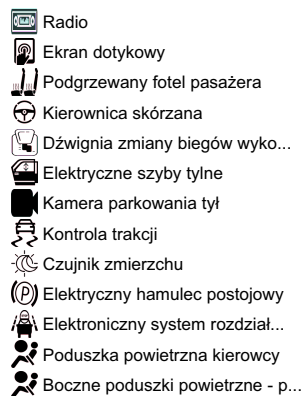 Radio
Ekran dotykowy
Podgrzewany fotel pasażera
Kierownica skórzana
Dźwignia zmiany biegów wyko...
Elektryczne szyby tylne
Kamera parkowania tył
Kontrola trakcji
Czujnik zmierzchu
(P) Elektryczny hamulec postojowy
Elektroniczny system rozdział...
Poduszka powietrzna kierowcy
Boczne poduszki powietrzne - p...